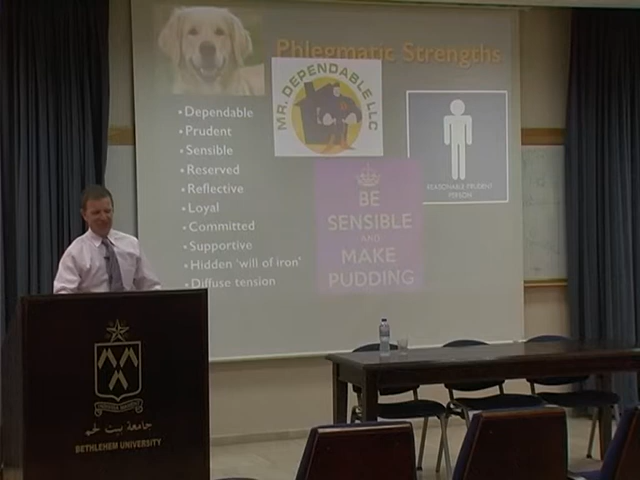 Phlegmatic Strengths
•Dependable
•Prudent
•Sensible
•Reserved
•Reflective
•Loyal
•Committed
•Supportive
•Hidden 'will of iron'
•Diffuse tension
MR. DEPENDABLE LLC
REASONABLE PRUDENT
PERSON
BE
SENSIBLE
AND
MAKE
PUDDING
جامعة بيت لحم
BETHLEHEM UNIVERSITY